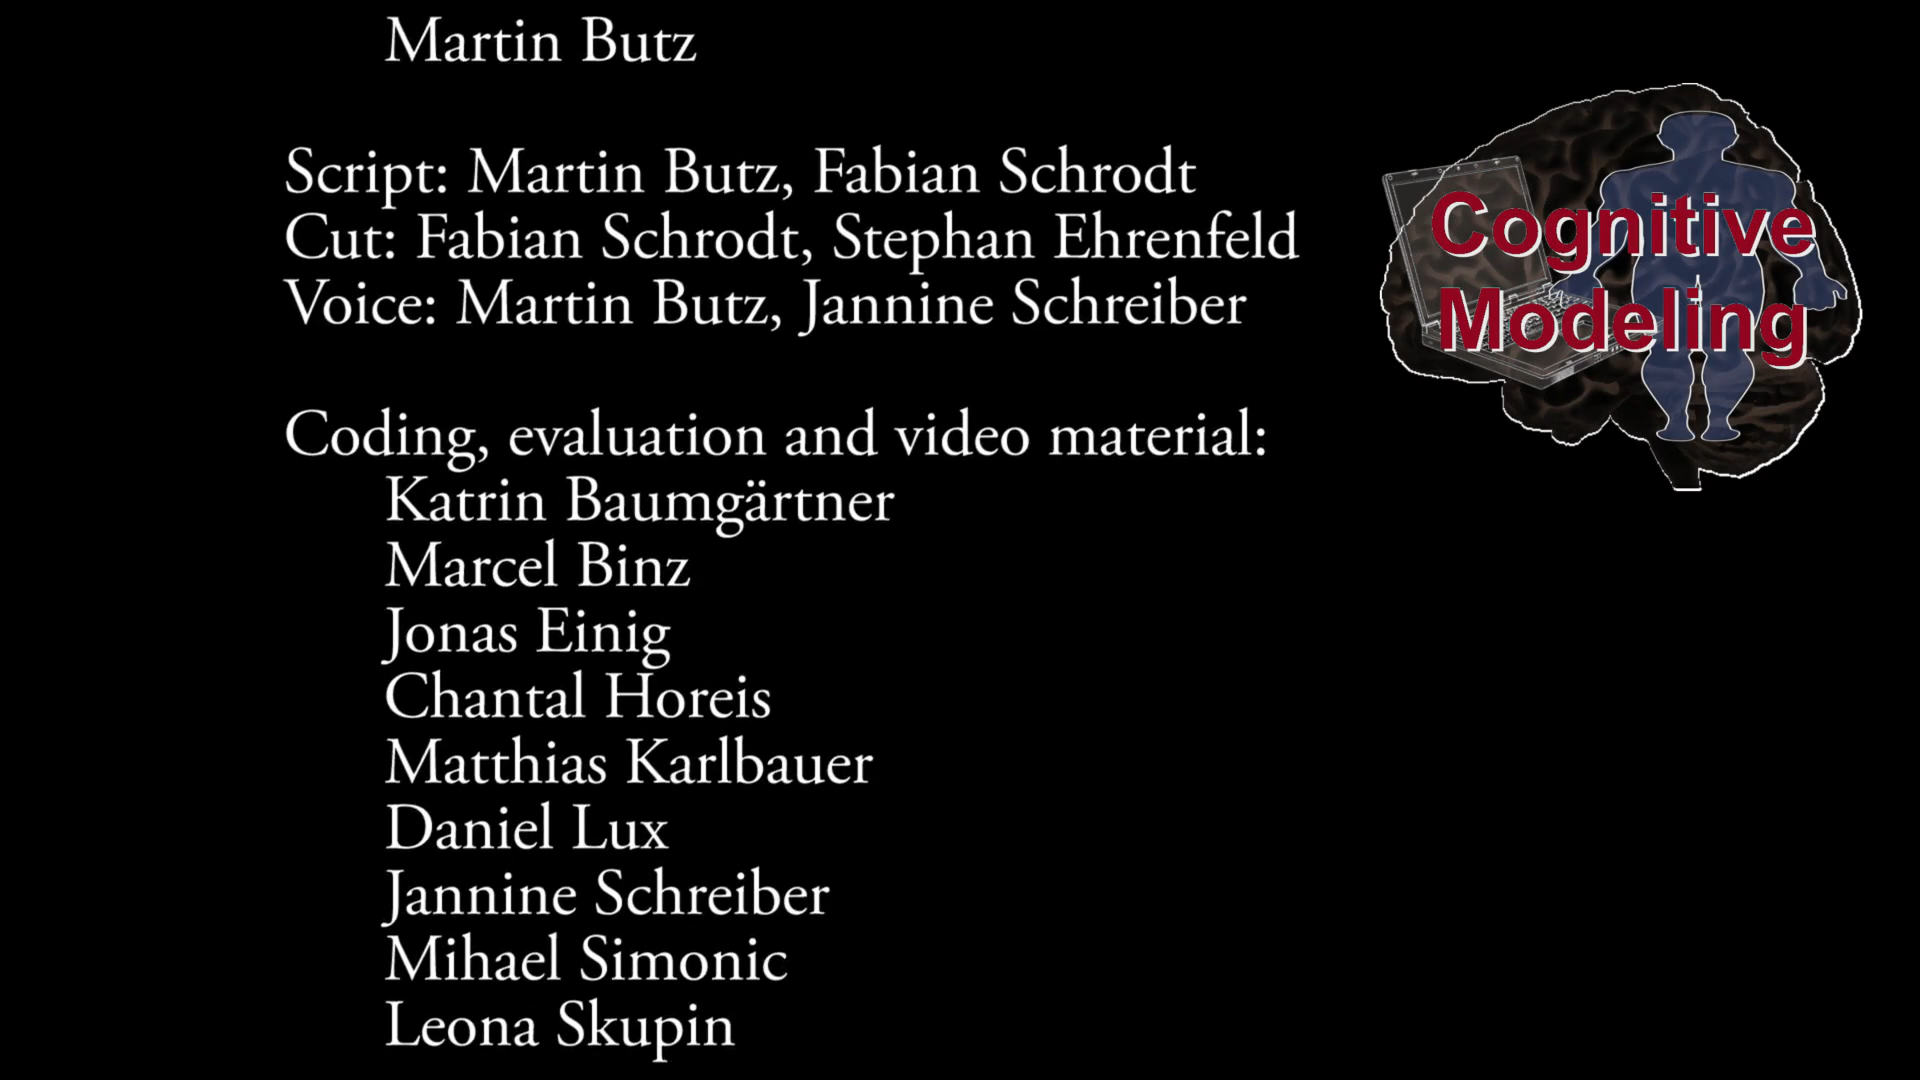 Martin Butz
Script: Martin Butz, Fabian Schrodt
Cut: Fabian Schrodt, Stephan Ehrenfeld
Voice: Martin Butz, Jannine Schreiber
Cognitive
Modeling
Coding, evaluation and video material:
Katrin Baumgärtner
Marcel Binz
Jonas Einig
Chantal Horeis
Matthias Karlbauer
Daniel Lux
Jannine Schreiber
Mihael Simonic
Leona Skupin